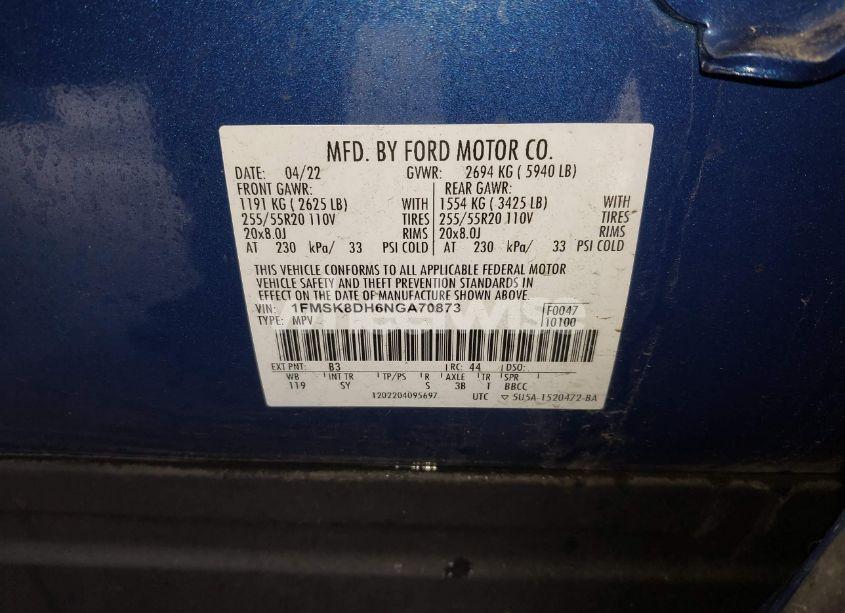 MFD. BY FORD MOTOR CO.
DATE: 04/22 GVWR: 2694 KG ( 5940 LB)
FRONT GAWR: REAR GAWR:
1191 KG ( 2625 LB) WITH 1554 KG ( 3425 LB) WITH
255/55R20 110V TIRES 255/55R20 110V TIRES
20x8.0J RIMS 20x8.0J RIMS
AT 230 kPa/ 33 PSI COLD AT 230 kPa/ 33 PSI COLD
THIS VEHICLE CONFORMS TO ALL APPLICABLE FEDERAL MOTOR
VEHICLE SAFETY AND THEFT PREVENTION STANDARDS IN
EFFECT ON THE DATE OF MANUFACTURE SHOWN ABOVE.
VIN: 1FMSK8DH6NGA70873 F0047
TYPE: MPV 10100
EXT PNT: B3 RC: 44 DSO:
WB INT TR TP/PS R AXLE TR SPR
119 SY S 3B T BBCC
1202204095697 UTC ▽ 5U5A-1520472-BA